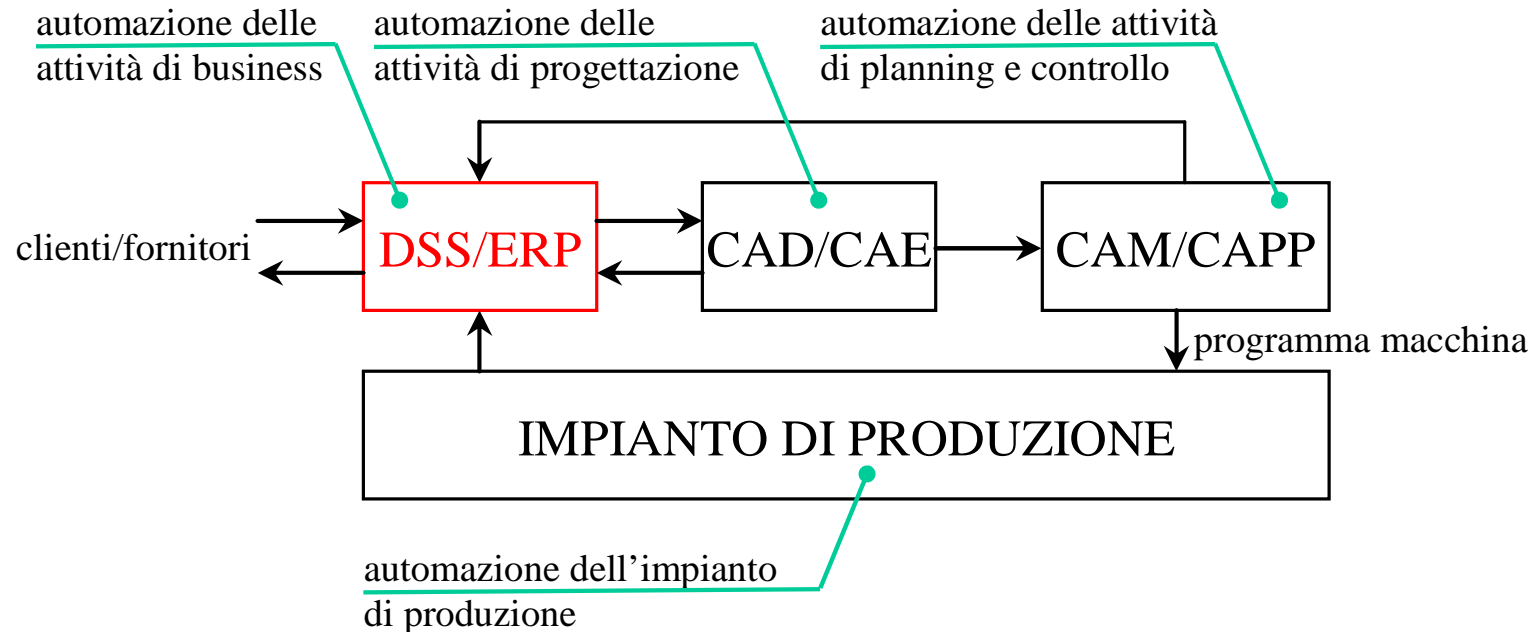 automazione delle
attività di business
automazione delle
attività di progettazione
automazione delle attività
di planning e controllo
clienti/fornitori
DSS/ERP
CAD/CAE
CAM/CAPP
programma macchina
IMPIANTO DI PRODUZIONE
automazione dell’impianto
di produzione